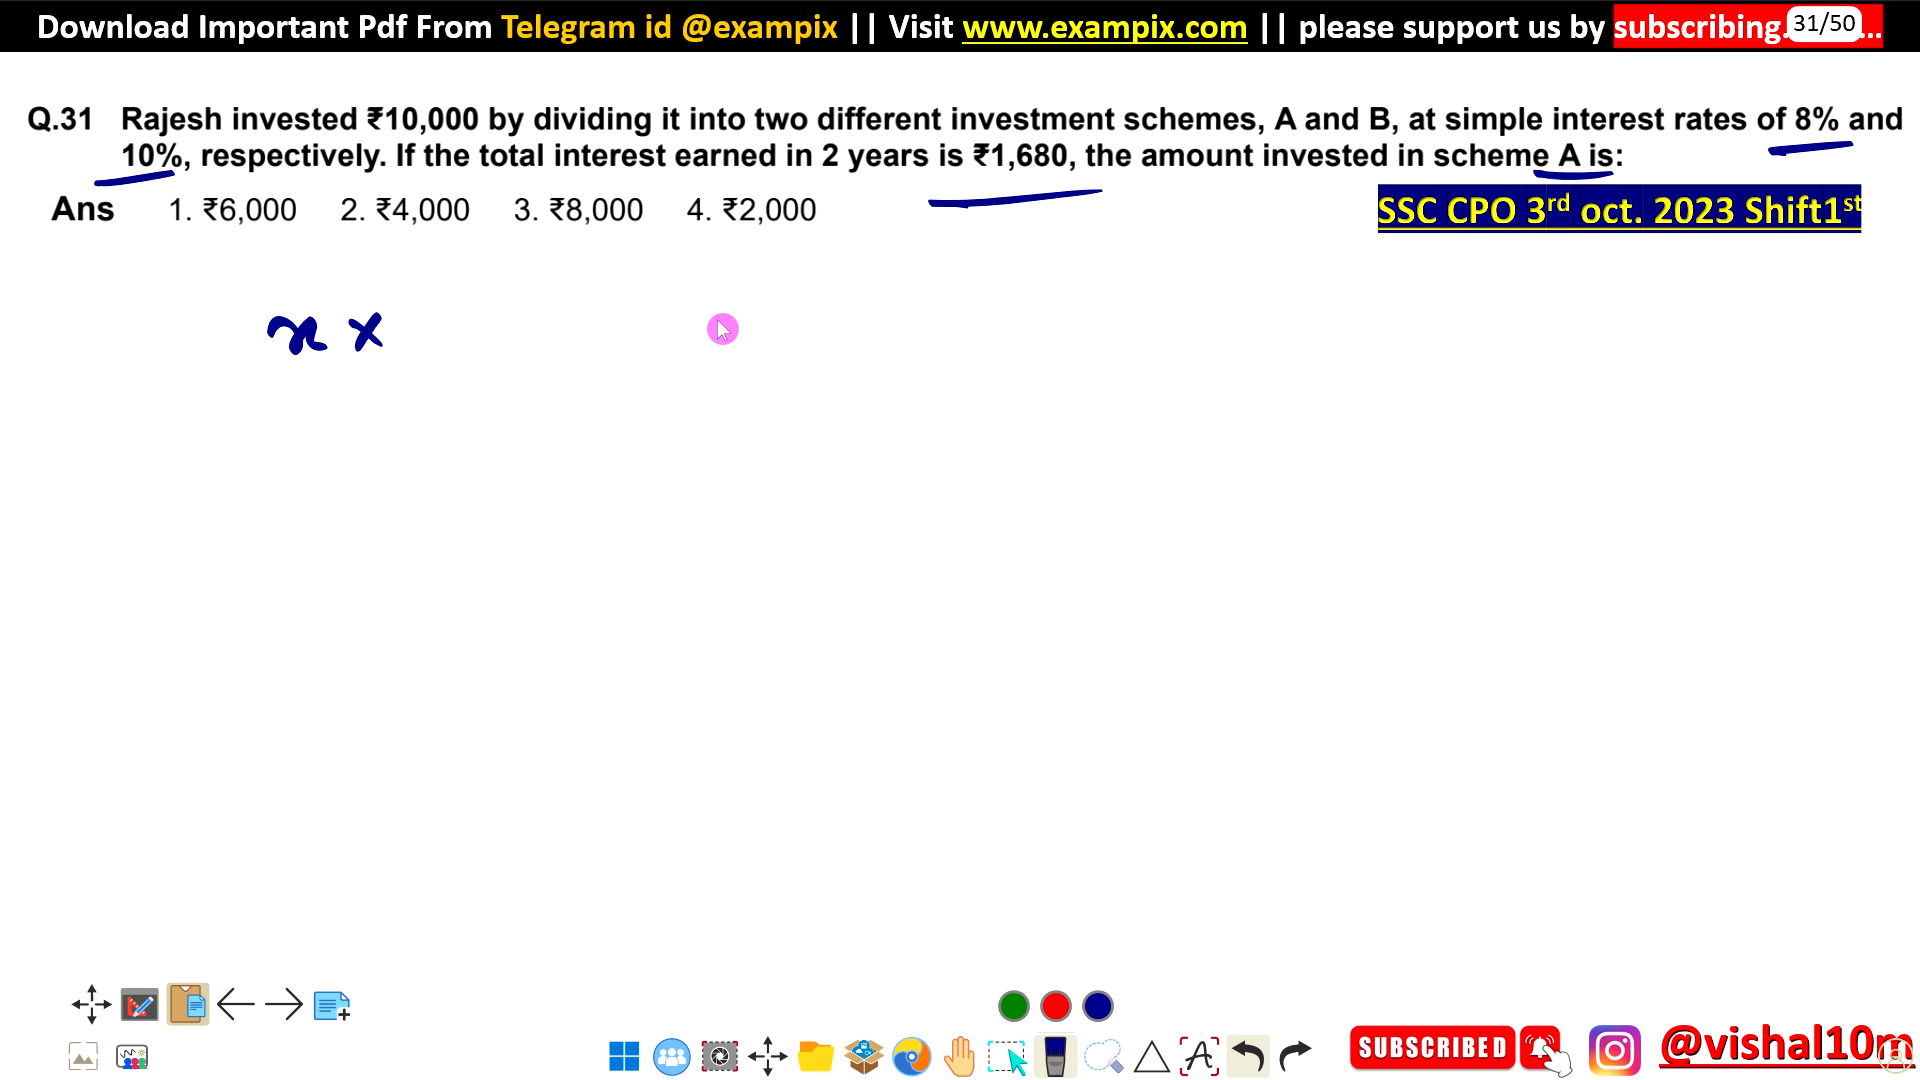 Download Important Pdf From Telegram id @exampix || Visit www.exampix.com || please support us by subscribing. 31/50 ...
Q.31 Rajesh invested ₹10,000 by dividing it into two different investment schemes, A and B, at simple interest rates of 8% and
10%, respectively. If the total interest earned in 2 years is ₹1,680, the amount invested in scheme A is:
Ans 1. ₹6,000 2. ₹4,000 3. ₹8,000 4. ₹2,000
SSC CPO 3rd oct. 2023 Shift1st
x ×
SUBSCRIBED @vishal10m